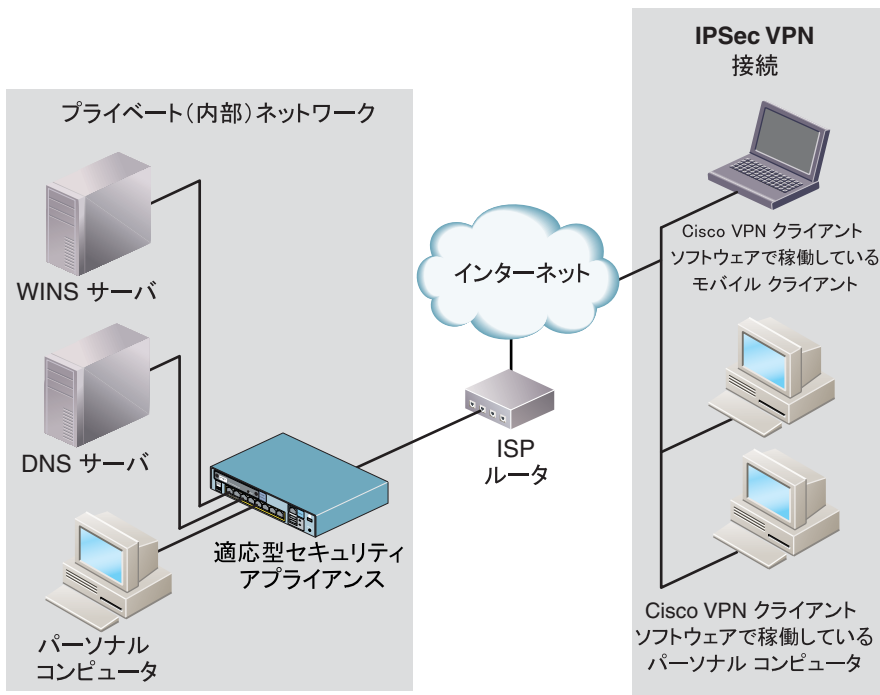 IPSec VPN
接続
プライベート（内部）ネットワーク
WINS サーバ
DNS サーバ
パーソナル
コンピュータ
適応型セキュリティ
アプライアンス
インターネット
ISP
ルータ
Cisco VPN クライアント
ソフトウェアで稼働している
モバイル クライアント
Cisco VPN クライアント
ソフトウェアで稼働している
パーソナル コンピュータ